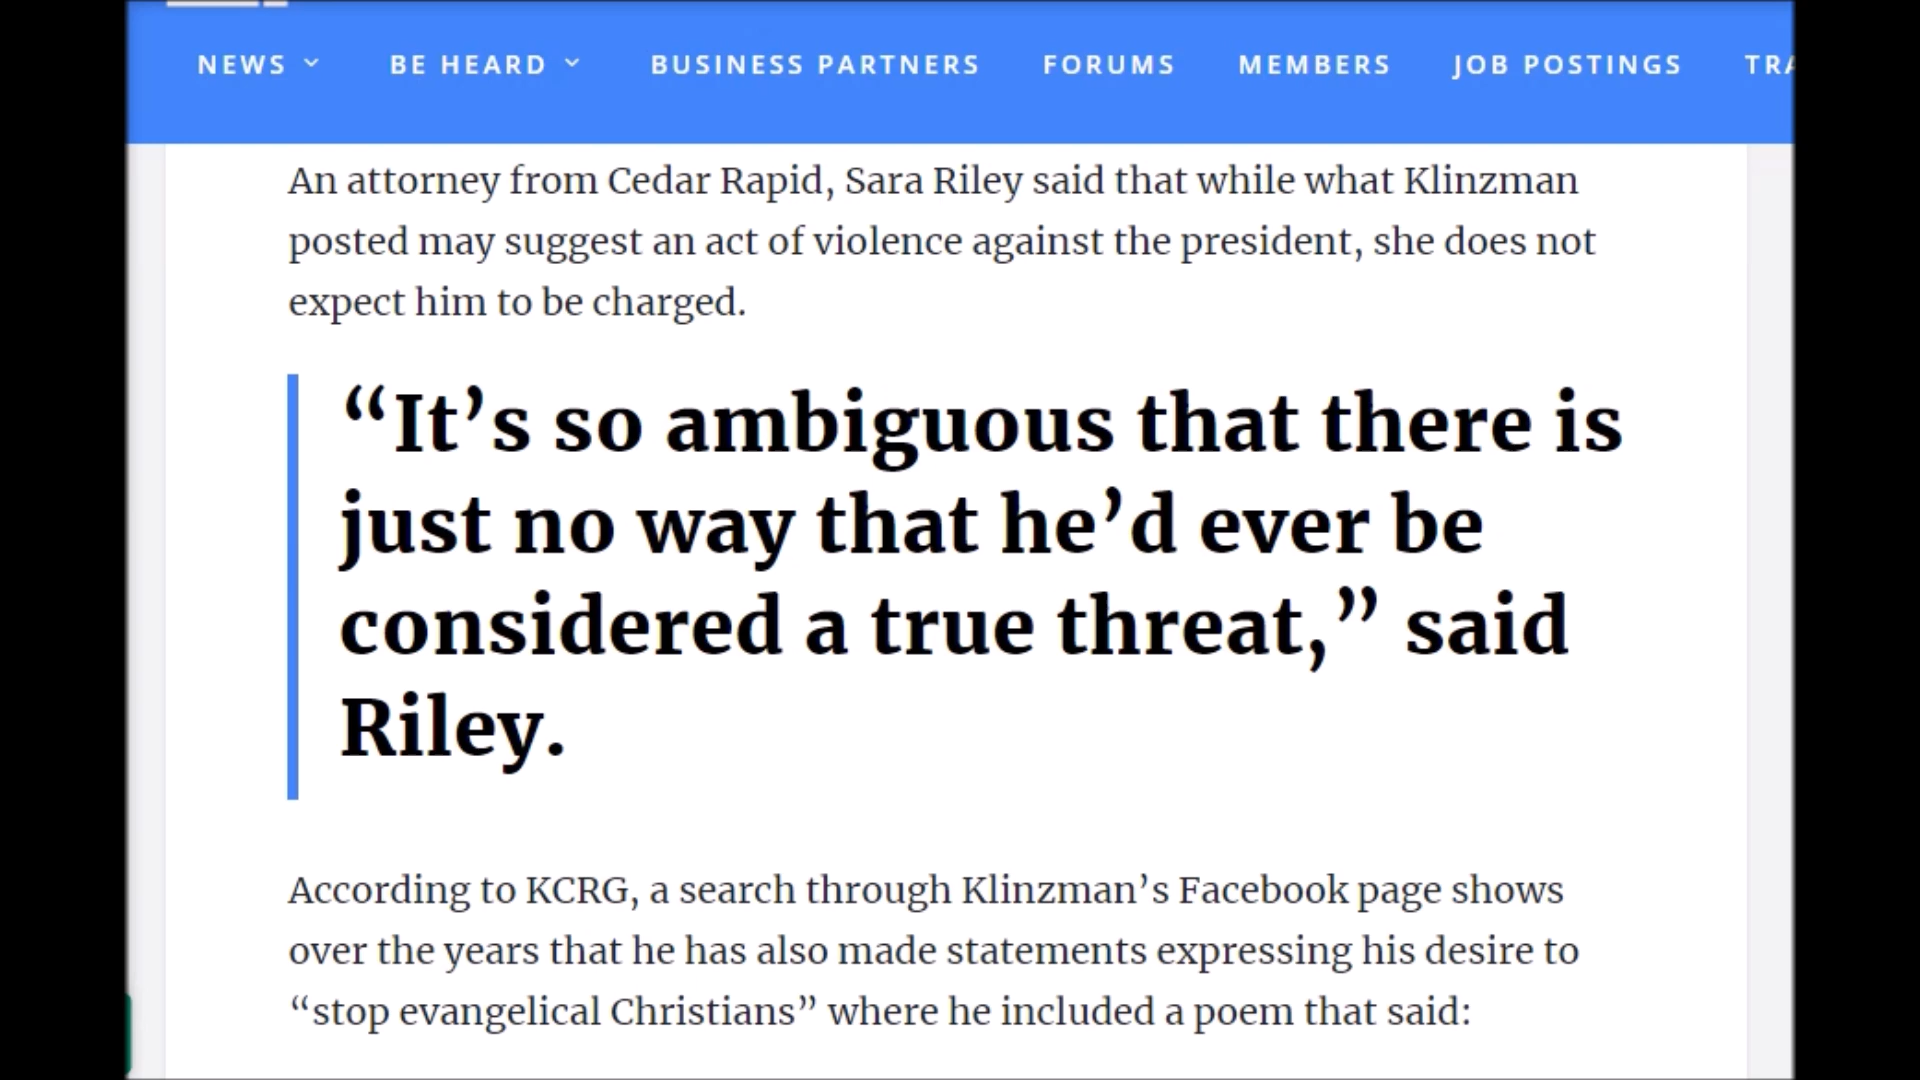 NEWS BE HEARD BUSINESS PARTNERS FORUMS MEMBERS JOB POSTINGS
An attorney from Cedar Rapid, Sara Riley said that while what Klinzman
posted may suggest an act of violence against the president, she does not
expect him to be charged.
“It’s so ambiguous that there is
just no way that he’d ever be
considered a true threat,” said
Riley.
According to KCRG, a search through Klinzman’s Facebook page shows
over the years that he has also made statements expressing his desire to
“stop evangelical Christians” where he included a poem that said: